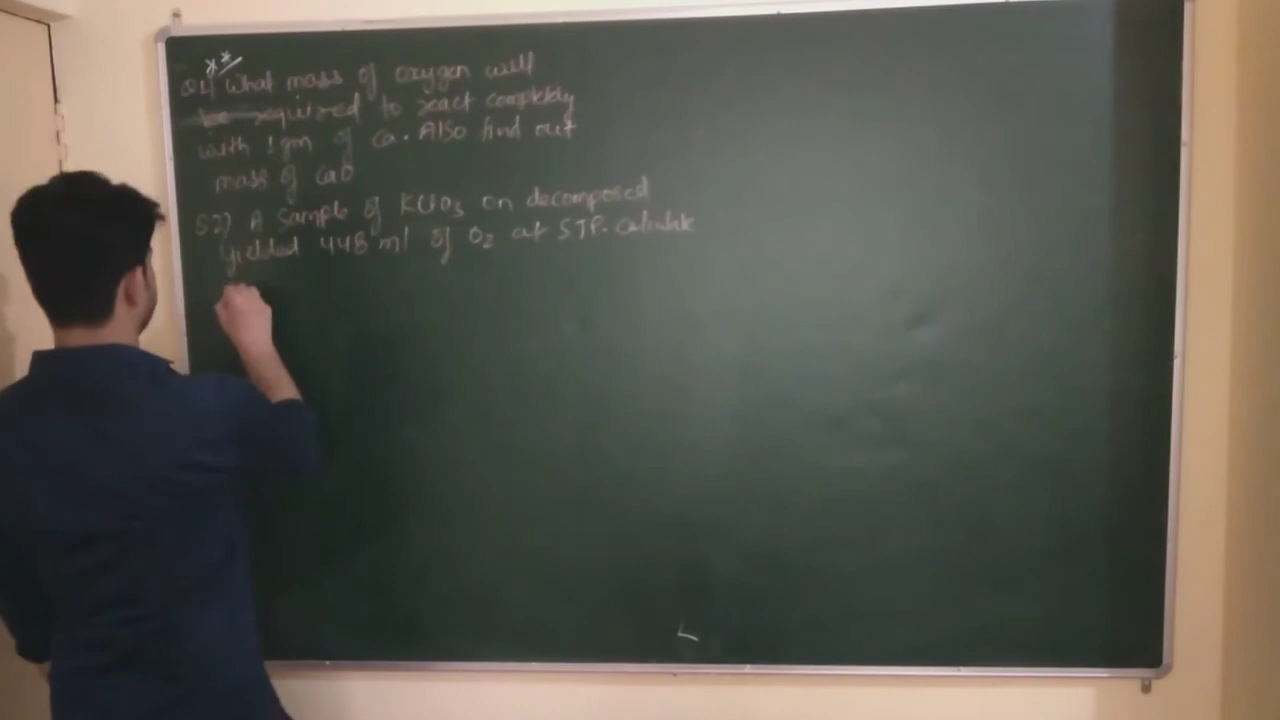 **
Q1) What mass of oxygen will
be required to react completely
with 1gm of Ca. Also find out
mass of CaO
Q2) A sample of KClO3 on decomposed
yielded 448 ml of O2 at STP. Calculate